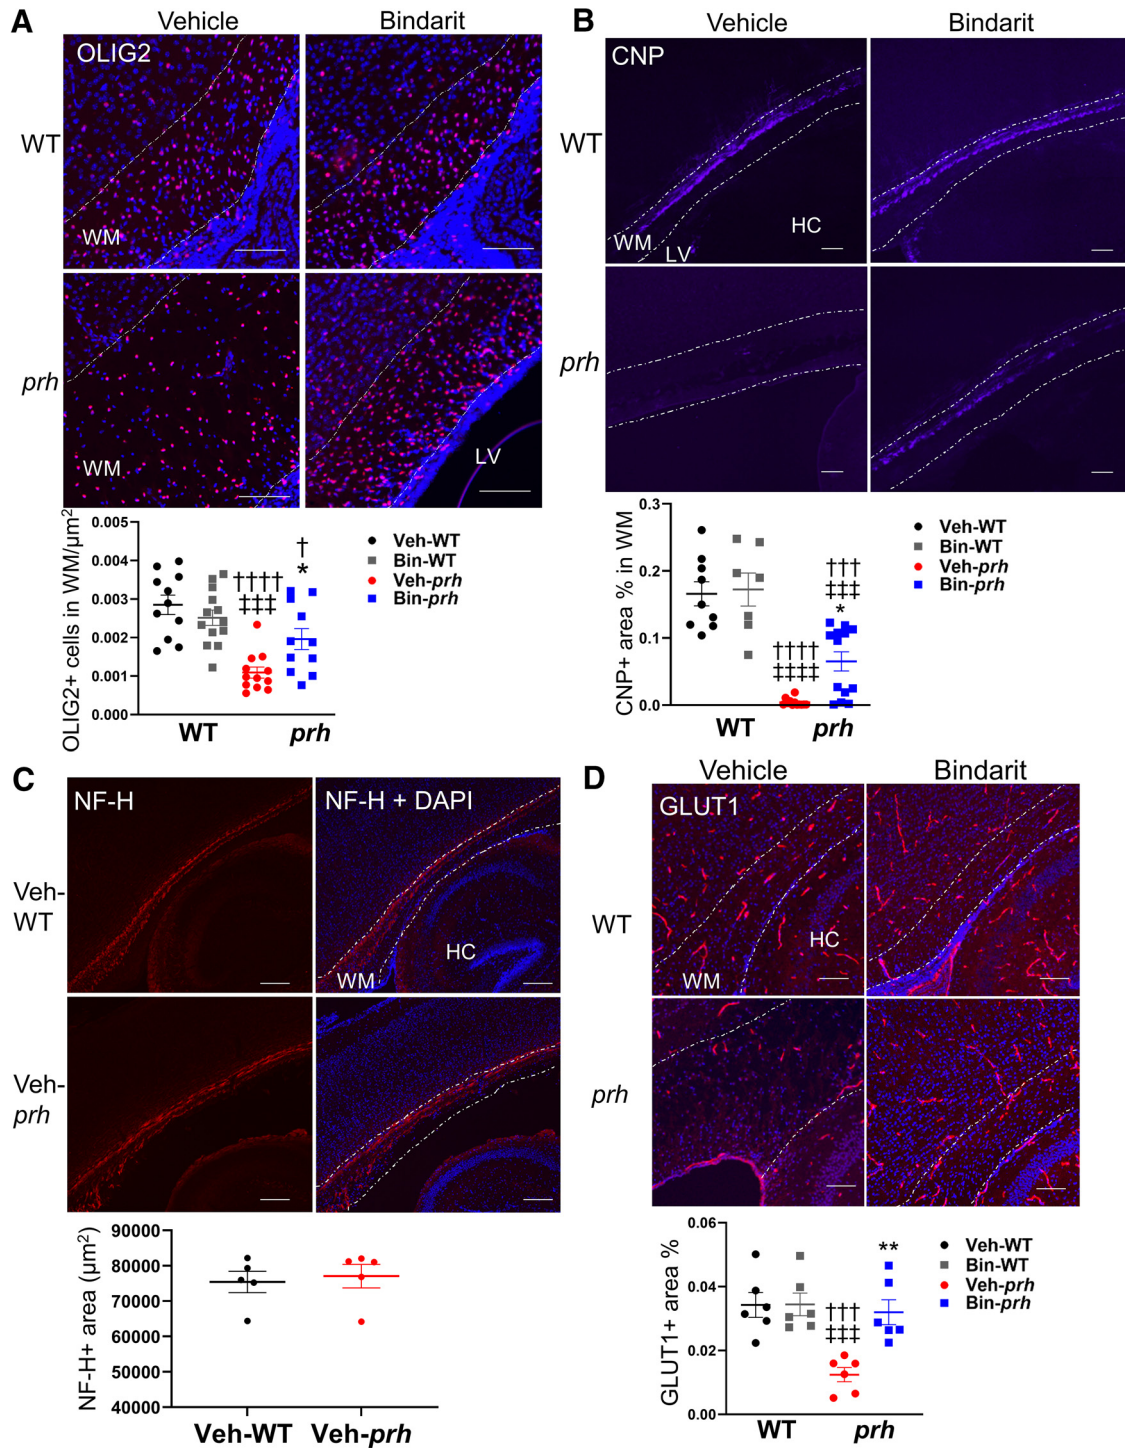 A
Vehicle
Bindarit
OLIG2
WT
WM
prh
WM
LV
OLIG2+ cells in WM/µm²
0.005
0.004
0.003
0.002
0.001
0.000
††††
‡‡‡
†
*
WT
prh
Veh-WT
Bin-WT
Veh-prh
Bin-prh
B
Vehicle
Bindarit
CNP
WT
HC
WM
LV
prh
CNP+ area % in WM
0.3
0.2
0.1
0.0
††††
‡‡‡‡
†††
‡‡‡
*
WT
prh
Veh-WT
Bin-WT
Veh-prh
Bin-prh
C
NF-H
NF-H + DAPI
Veh-
WT
HC
WM
Veh-
prh
NF-H+ area (µm²)
90000
80000
70000
60000
50000
40000
Veh-WT
Veh-prh
D
Vehicle
Bindarit
GLUT1
WT
HC
WM
prh
GLUT1+ area %
0.06
0.04
0.02
0.00
†††
‡‡‡
**
WT
prh
Veh-WT
Bin-WT
Veh-prh
Bin-prh